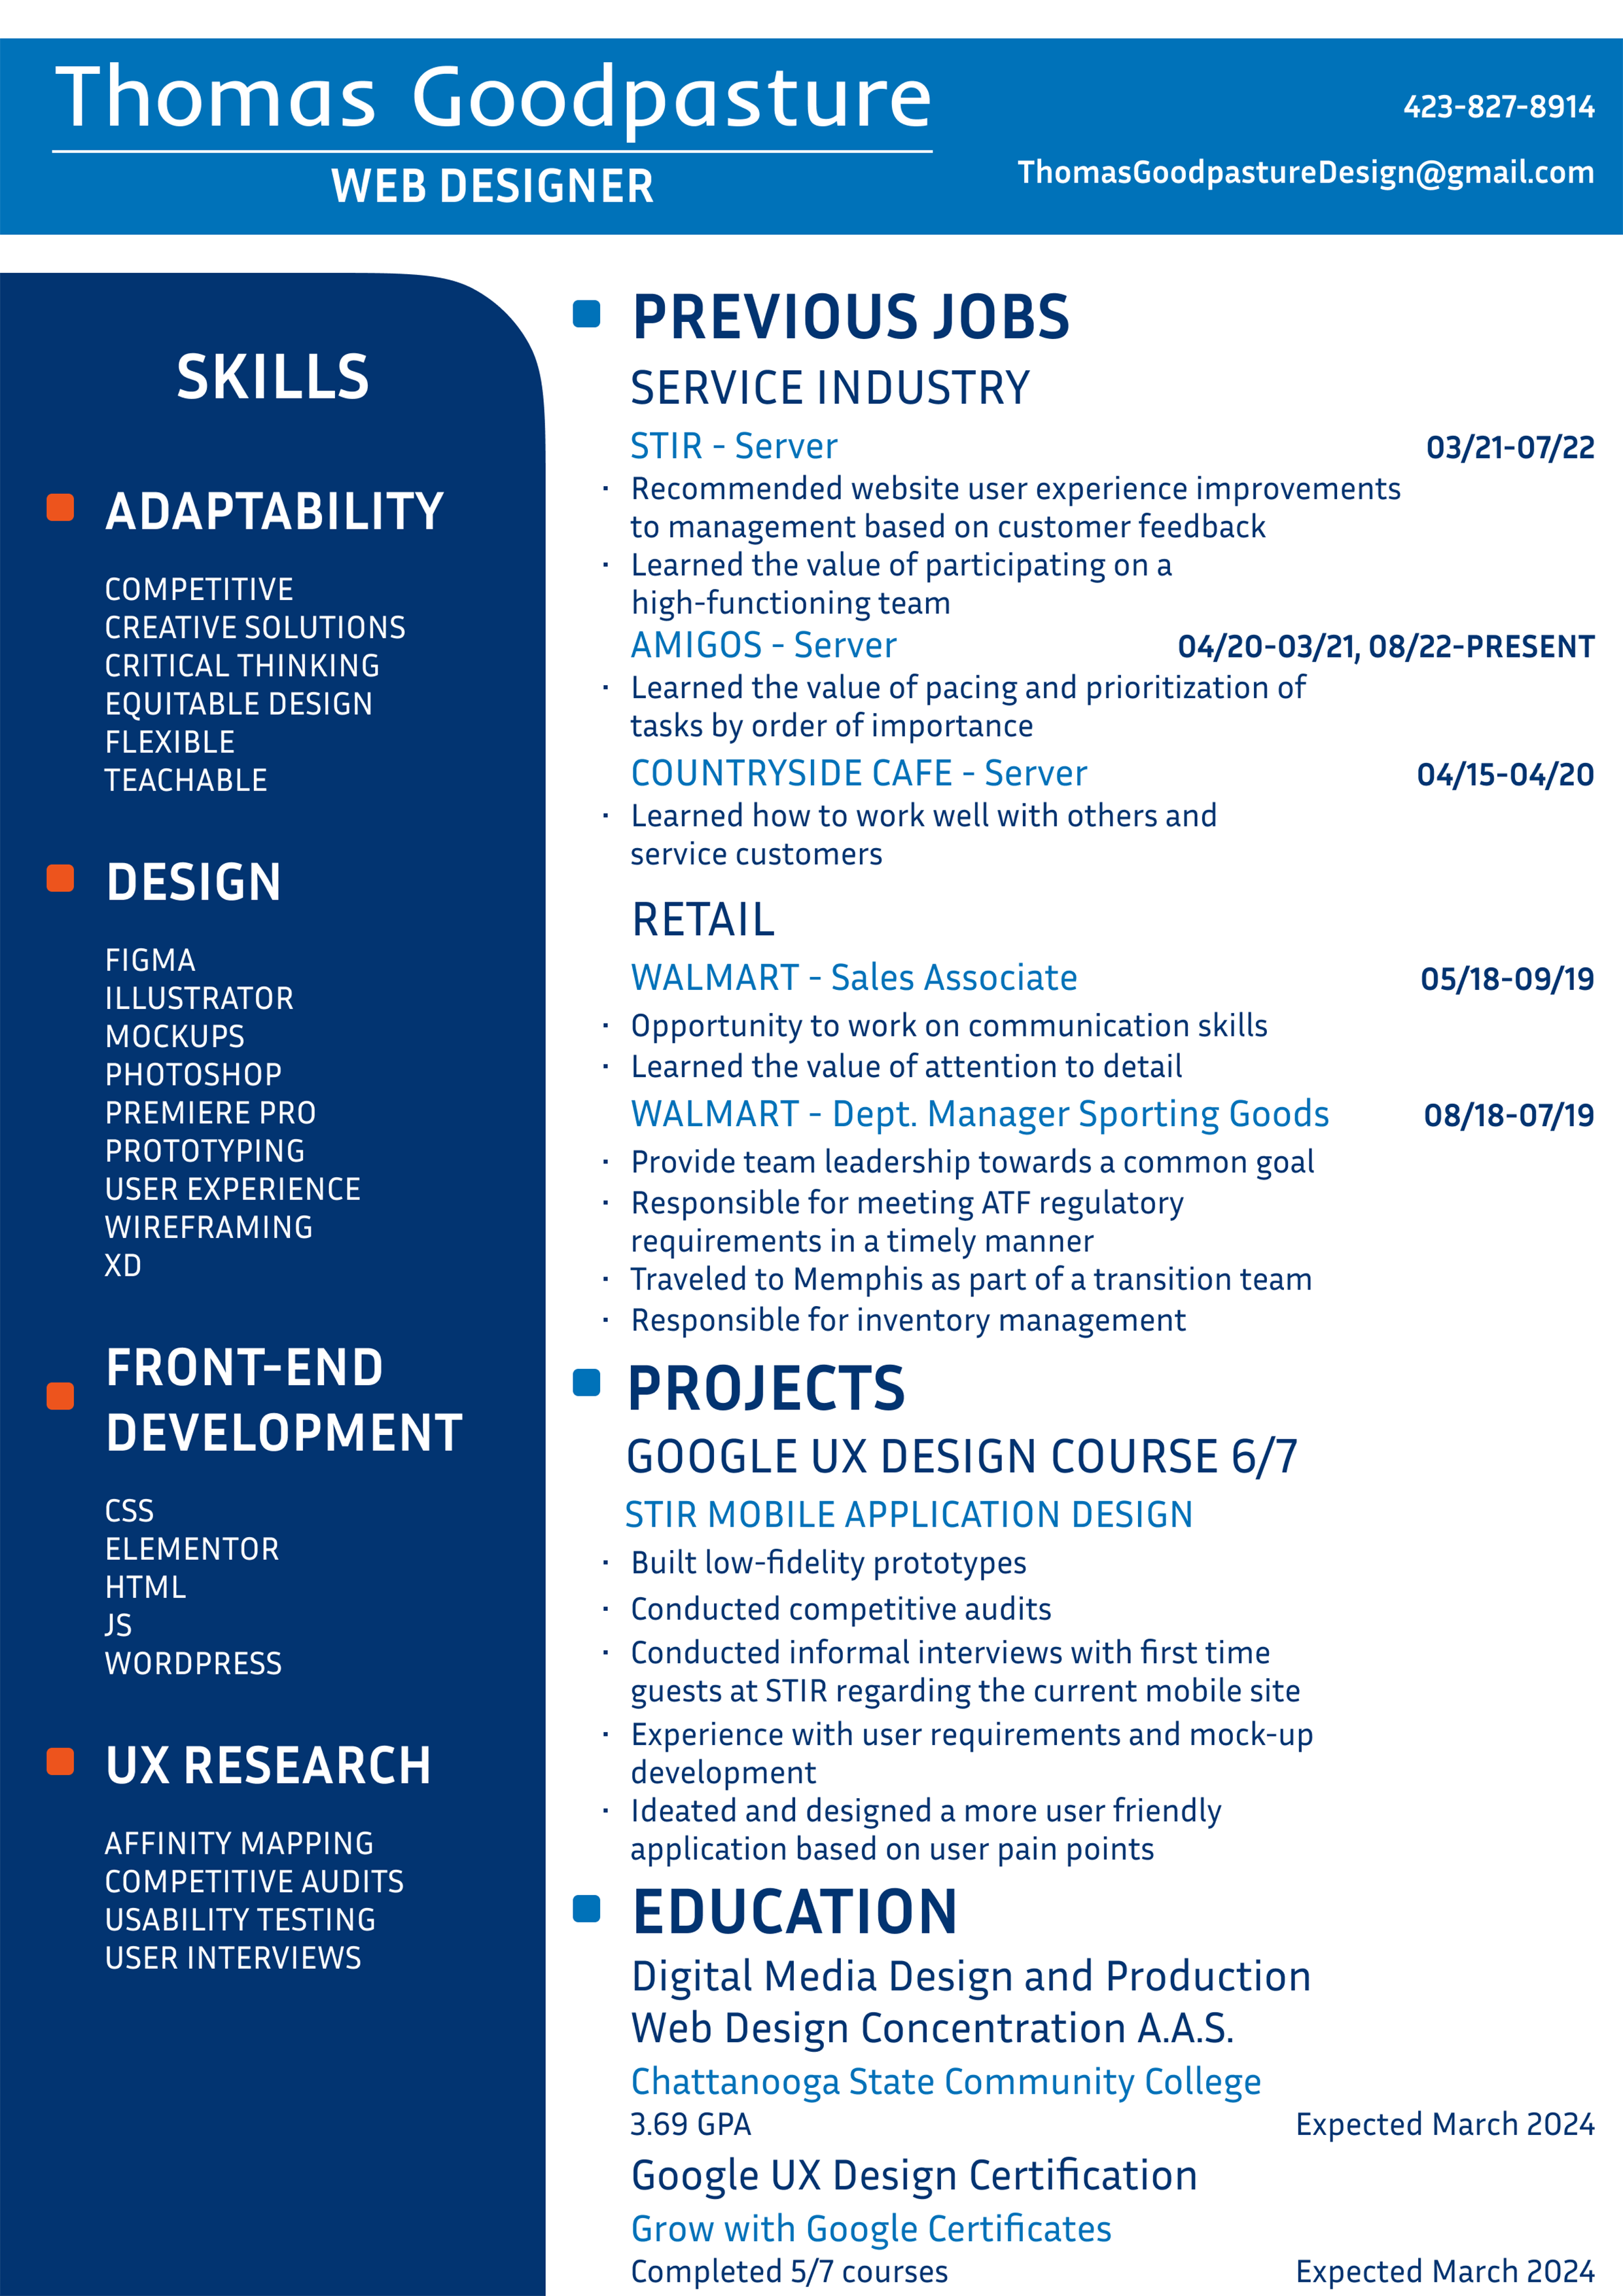 Thomas Goodpasture
WEB DESIGNER
423-827-8914
ThomasGoodpastureDesign@gmail.com
SKILLS
ADAPTABILITY
COMPETITIVE
CREATIVE SOLUTIONS
CRITICAL THINKING
EQUITABLE DESIGN
FLEXIBLE
TEACHABLE
DESIGN
FIGMA
ILLUSTRATOR
MOCKUPS
PHOTOSHOP
PREMIERE PRO
PROTOTYPING
USER EXPERIENCE
WIREFRAMING
XD
FRONT-END
DEVELOPMENT
CSS
ELEMENTOR
HTML
JS
WORDPRESS
UX RESEARCH
AFFINITY MAPPING
COMPETITIVE AUDITS
USABILITY TESTING
USER INTERVIEWS
PREVIOUS JOBS
SERVICE INDUSTRY
STIR - Server 03/21-07/22
· Recommended website user experience improvements
to management based on customer feedback
· Learned the value of participating on a
high-functioning team
AMIGOS - Server 04/20-03/21, 08/22-PRESENT
· Learned the value of pacing and prioritization of
tasks by order of importance
COUNTRYSIDE CAFE - Server 04/15-04/20
· Learned how to work well with others and
service customers
RETAIL
WALMART - Sales Associate 05/18-09/19
· Opportunity to work on communication skills
· Learned the value of attention to detail
WALMART - Dept. Manager Sporting Goods 08/18-07/19
· Provide team leadership towards a common goal
· Responsible for meeting ATF regulatory
requirements in a timely manner
· Traveled to Memphis as part of a transition team
· Responsible for inventory management
PROJECTS
GOOGLE UX DESIGN COURSE 6/7
STIR MOBILE APPLICATION DESIGN
· Built low-fidelity prototypes
· Conducted competitive audits
· Conducted informal interviews with first time
guests at STIR regarding the current mobile site
· Experience with user requirements and mock-up
development
· Ideated and designed a more user friendly
application based on user pain points
EDUCATION
Digital Media Design and Production
Web Design Concentration A.A.S.
Chattanooga State Community College
3.69 GPA Expected March 2024
Google UX Design Certification
Grow with Google Certificates
Completed 5/7 courses Expected March 2024